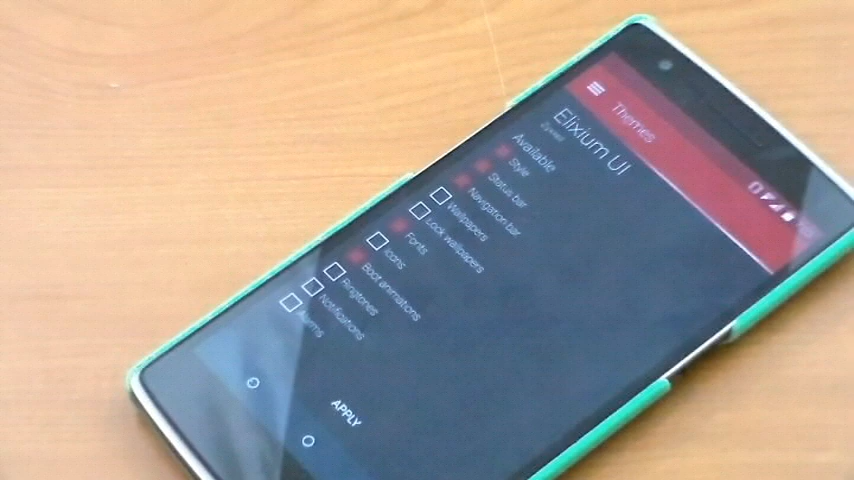 Themes
Elixium UI
Available
Style
Status bar
Navigation bar
Wallpapers
Lock wallpapers
Fonts
Icons
Boot animations
Ringtones
Notifications
Alarms
APPLY